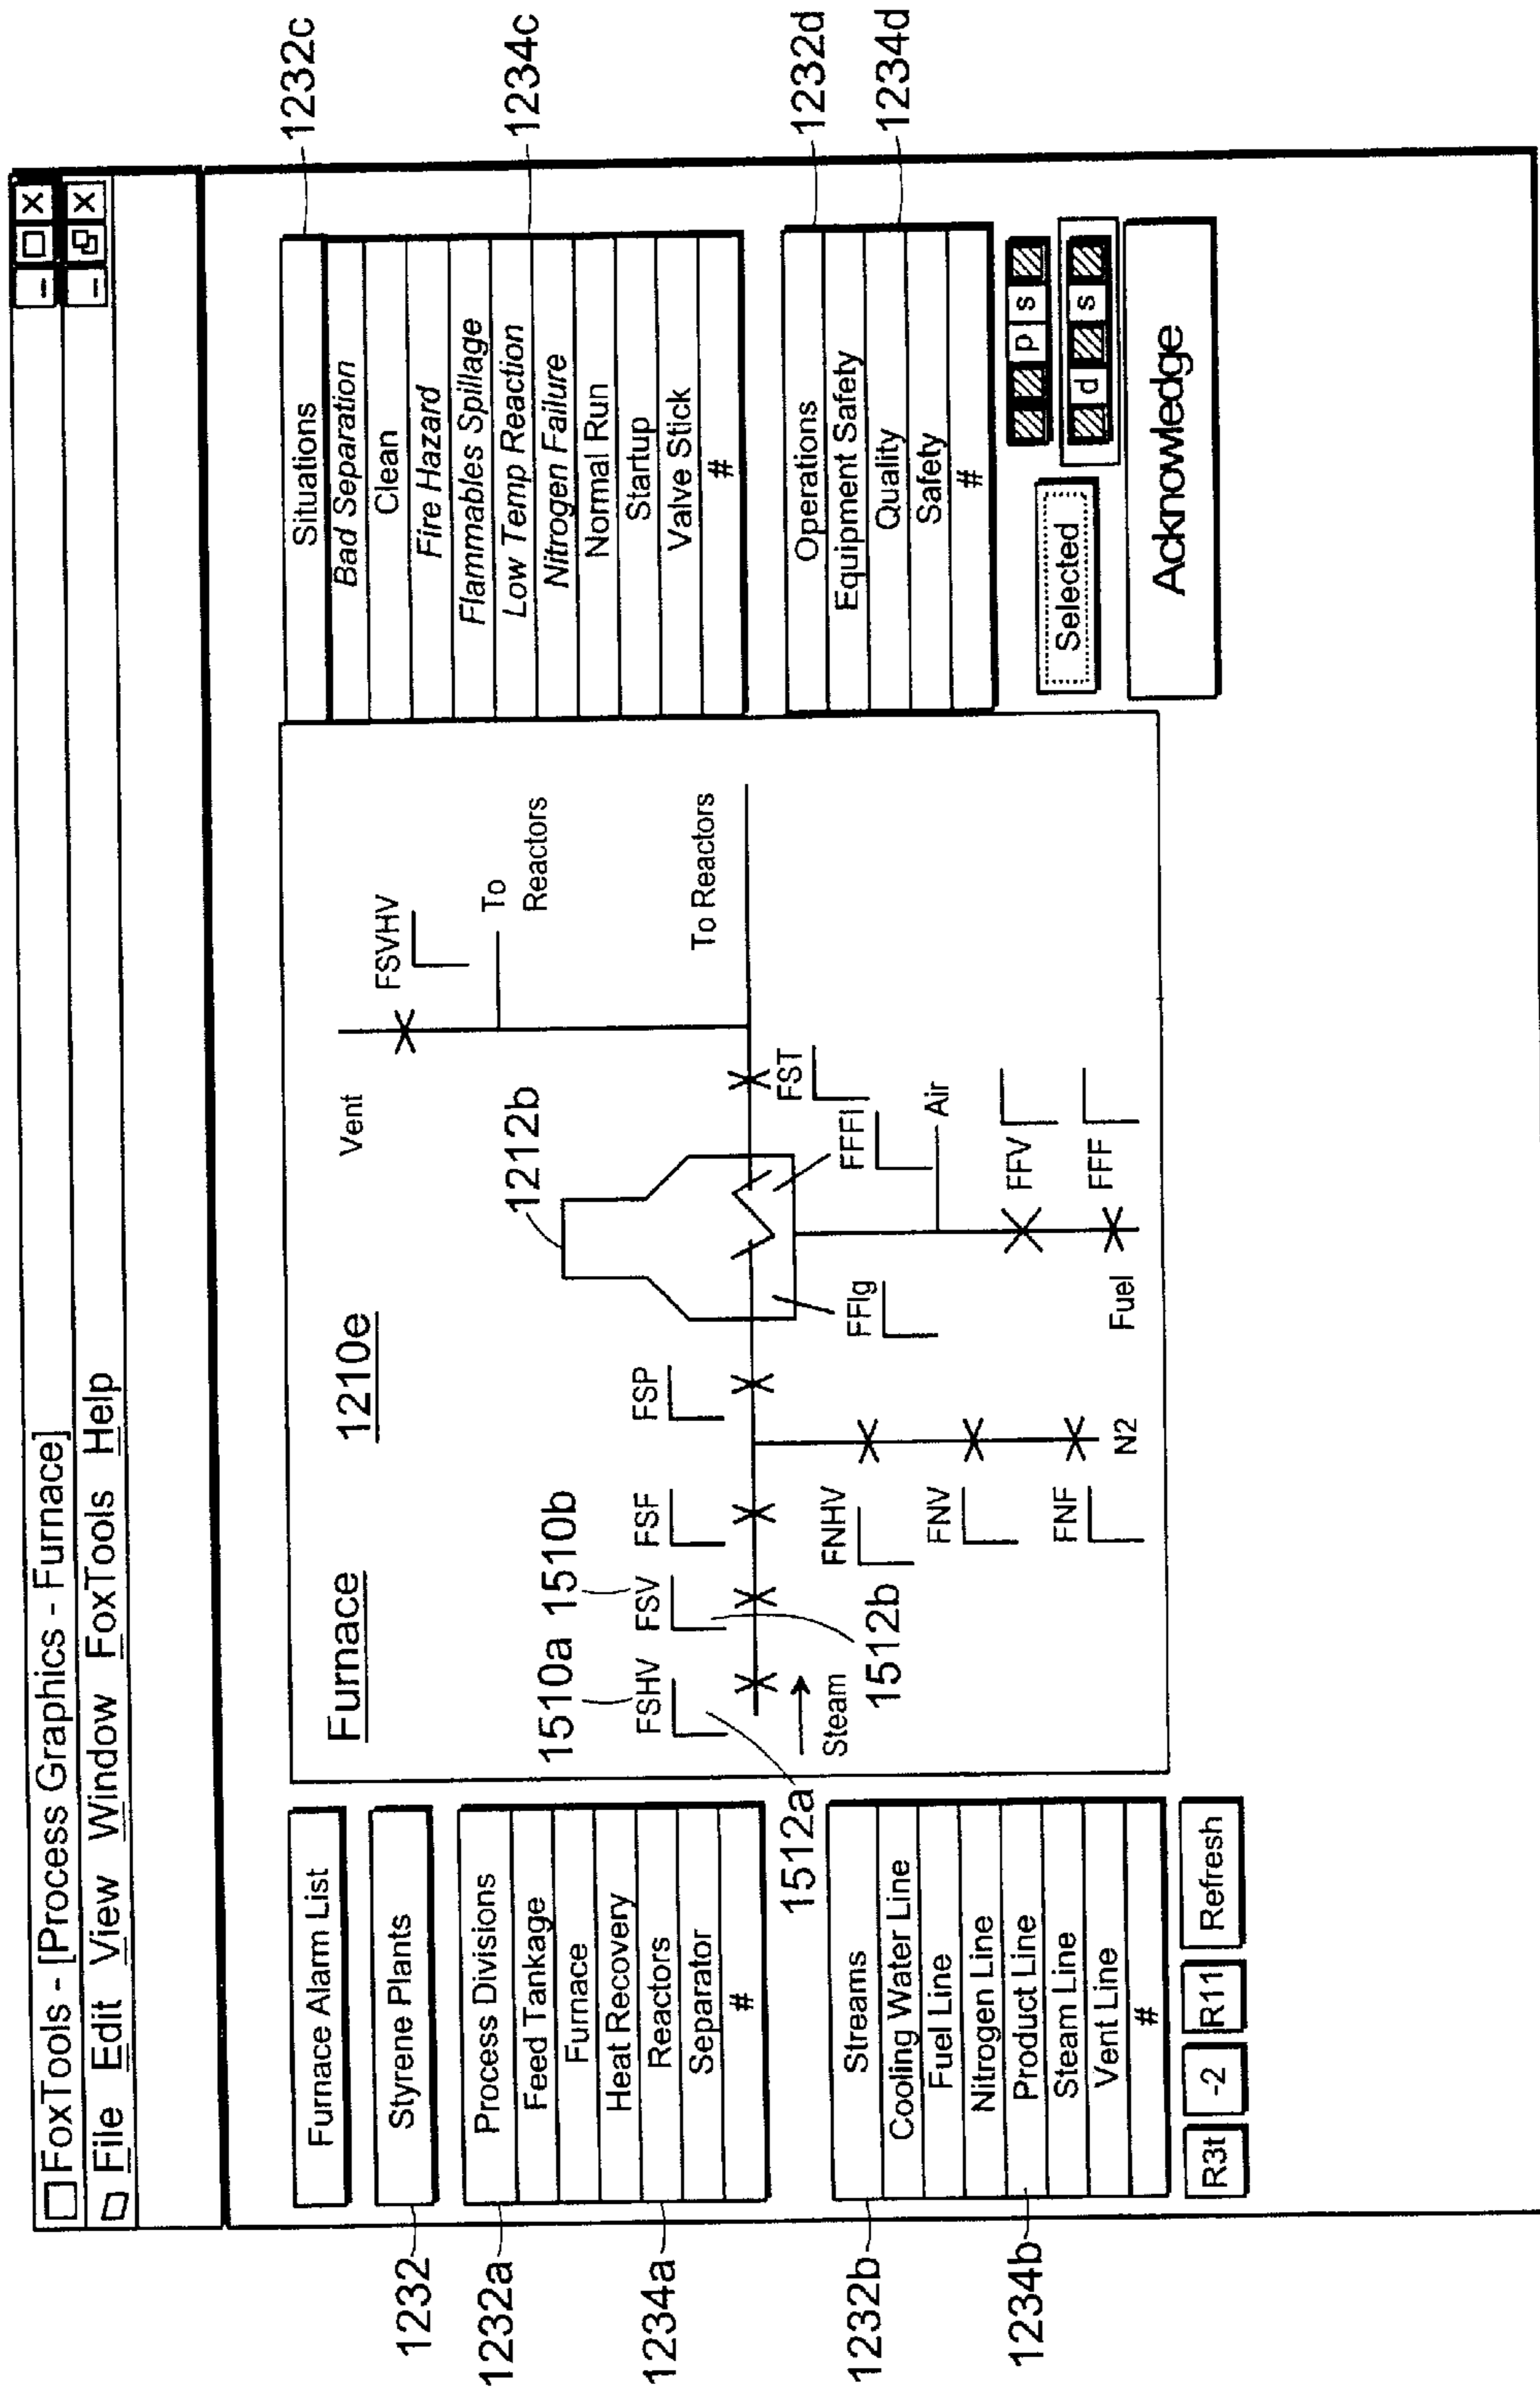 FoxTools - [Process Graphics - Furnace]
File Edit View Window FoxTools Help
Furnace Alarm List
Styrene Plants
1232
Process Divisions
Feed Tankage
Furnace
Heat Recovery
Reactors
Separator
#
1232a
1234a
Streams
Cooling Water Line
Fuel Line
Nitrogen Line
Product Line
Steam Line
Vent Line
#
1232b
1234b
R3t
-2
R11
Refresh
Furnace
1210e
Vent
FSVHV
To
Reactors
To Reactors
1212b
1510a
1510b
FSHV
FSV
FSF
FSP
FST
1512a
1512b
Steam
FNHV
FNV
FNF
N2
FFIg
FFFI
Air
FFV
FFF
Fuel
Situations
Bad Separation
Clean
Fire Hazard
Flammables Spillage
Low Temp Reaction
Nitrogen Failure
Normal Run
Startup
Valve Stick
#
1232c
1234c
Operations
Equipment Safety
Quality
Safety
#
1232d
1234d
p s
Selected
d s
Acknowledge